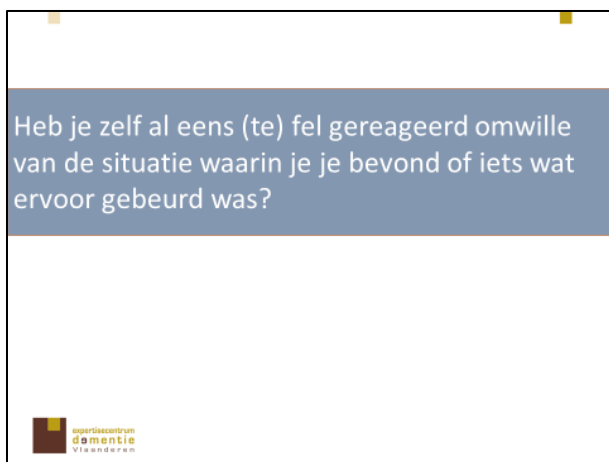 Heb je zelf al eens (te) fel gereageerd omwille
van de situatie waarin je je bevond of iets wat
ervoor gebeurd was?
expertisecentrum
dementie
Vlaanderen